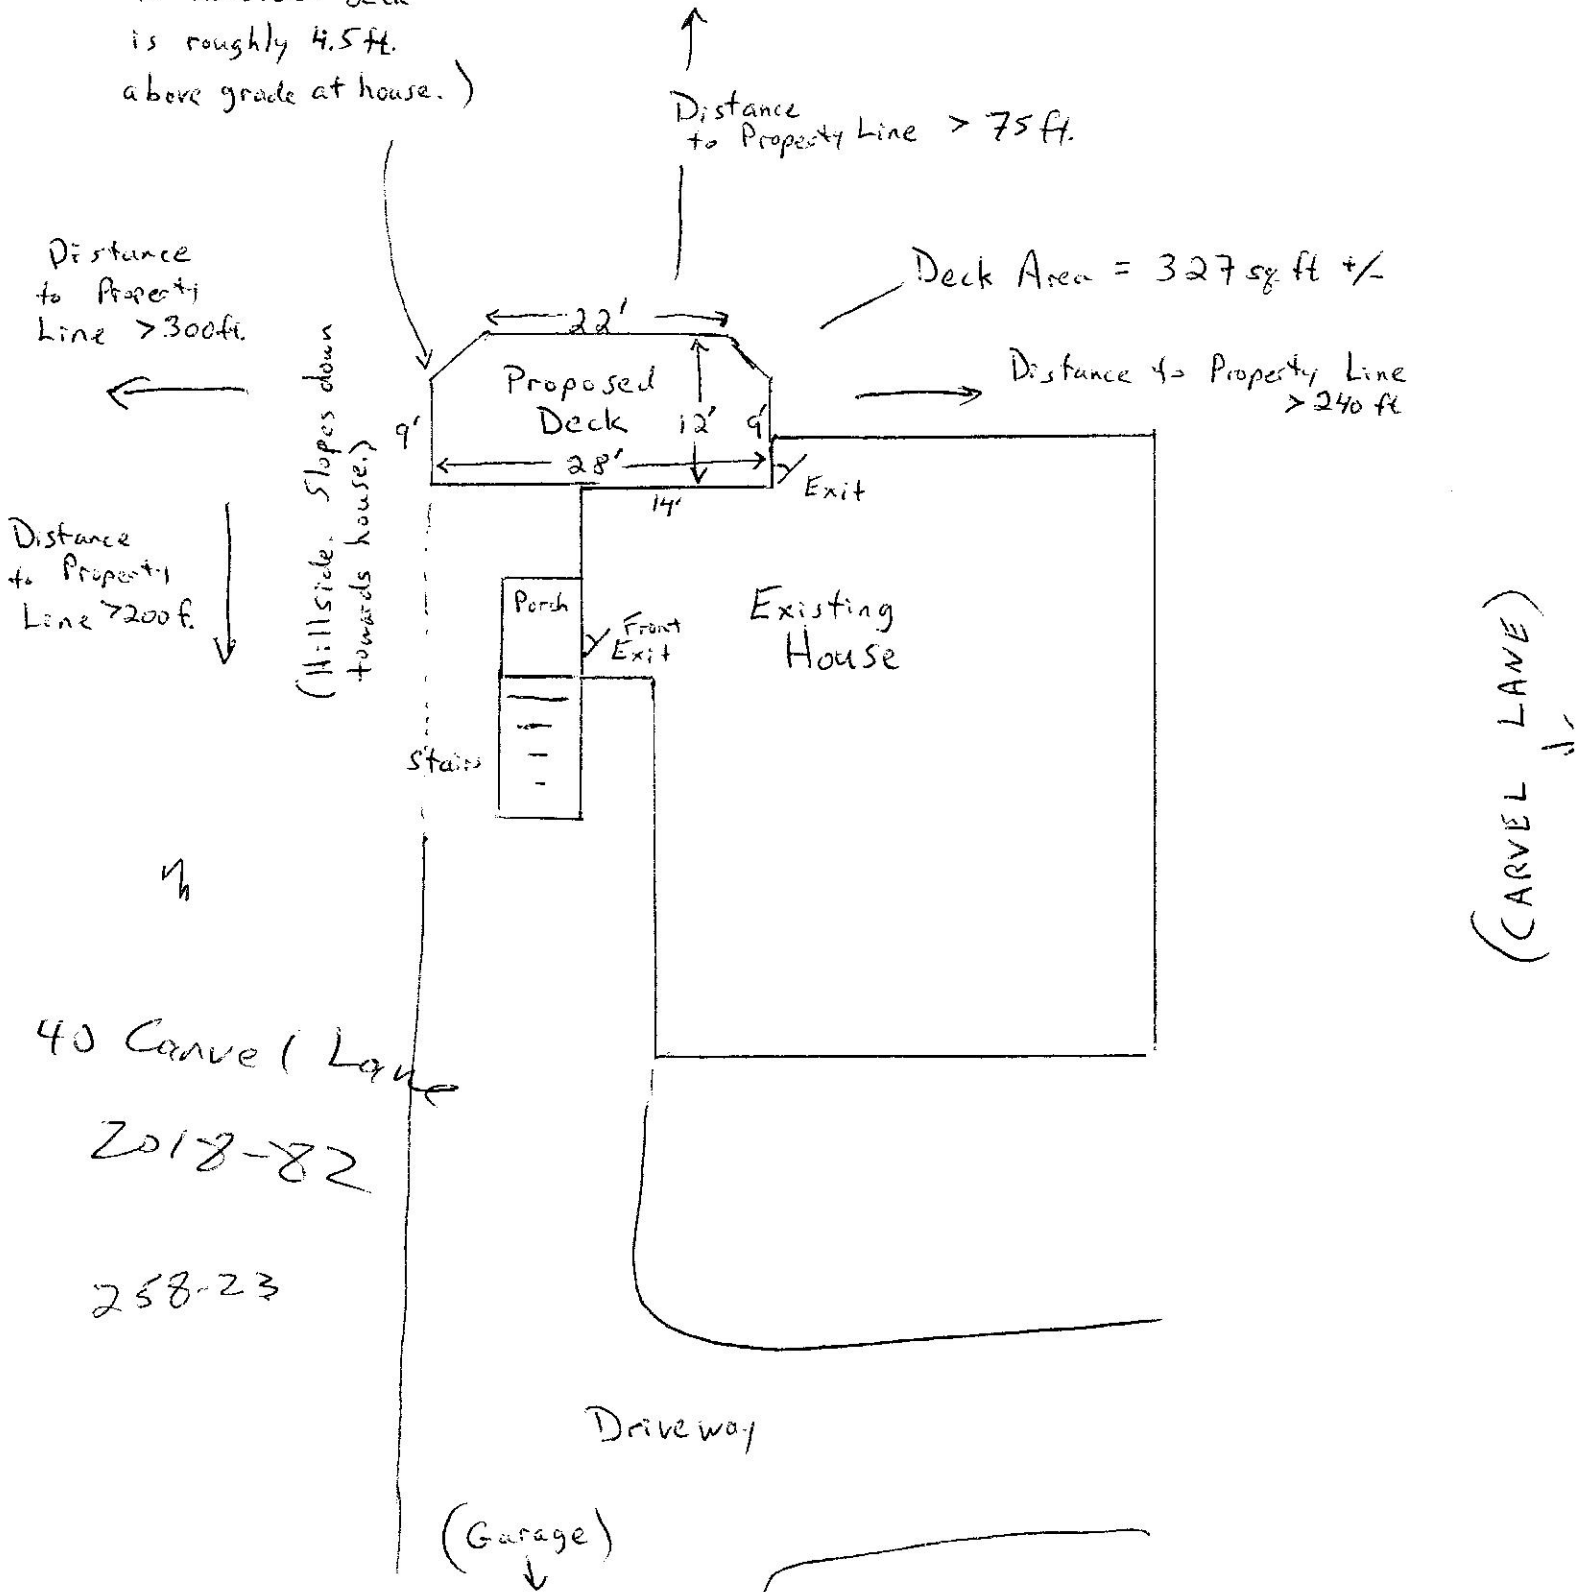 is roughly 4.5 ft.
above grade at house.)
Distance
to Property Line > 75 ft.
Distance
to Property
Line > 300 ft.
Deck Area = 327 sq. ft +/-
22'
Proposed
Deck
12'
9'
9'
28'
14'
Exit
Distance to Property Line
> 240 ft
(Hillside. Slopes down
towards house.)
Distance
to Property
Line > 200 f.
Porch
Front
Exit
Existing
House
Stairs
(CARVEL LANE)
40 Carvel Lane
2018-82
258-23
Driveway
(Garage)